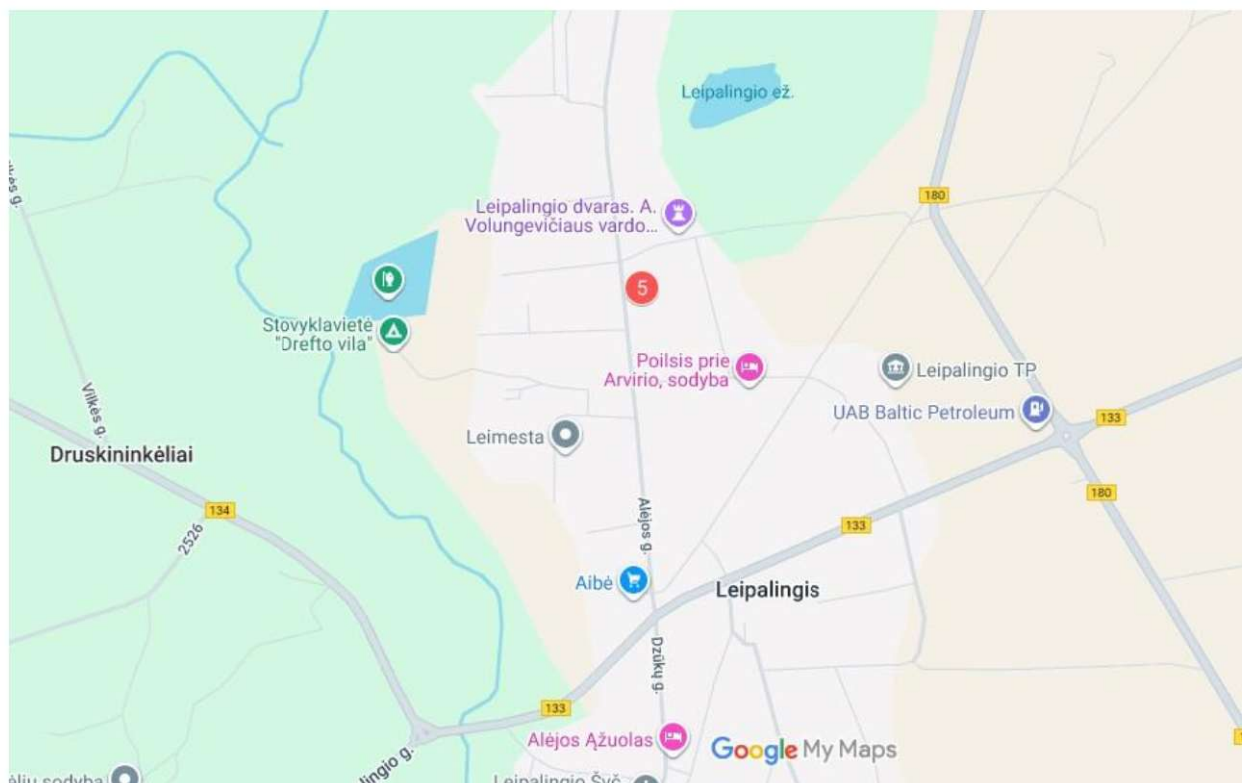 Leipalingio ež.
180
Leipalingio dvaras. A.
Volungevičiaus vardo...
5
Stovyklavietė
"Drefto vila"
Poilsis prie
Arvirio, sodyba
Leipalingio TP
UAB Baltic Petroleum
133
Vilkės g.
Leimesta
Druskininkėliai
180
134
Alėjos g.
133
2526
Aibė
Leipalingis
Dzūkų g.
133
Alėjos Ąžuolas
Google My Maps